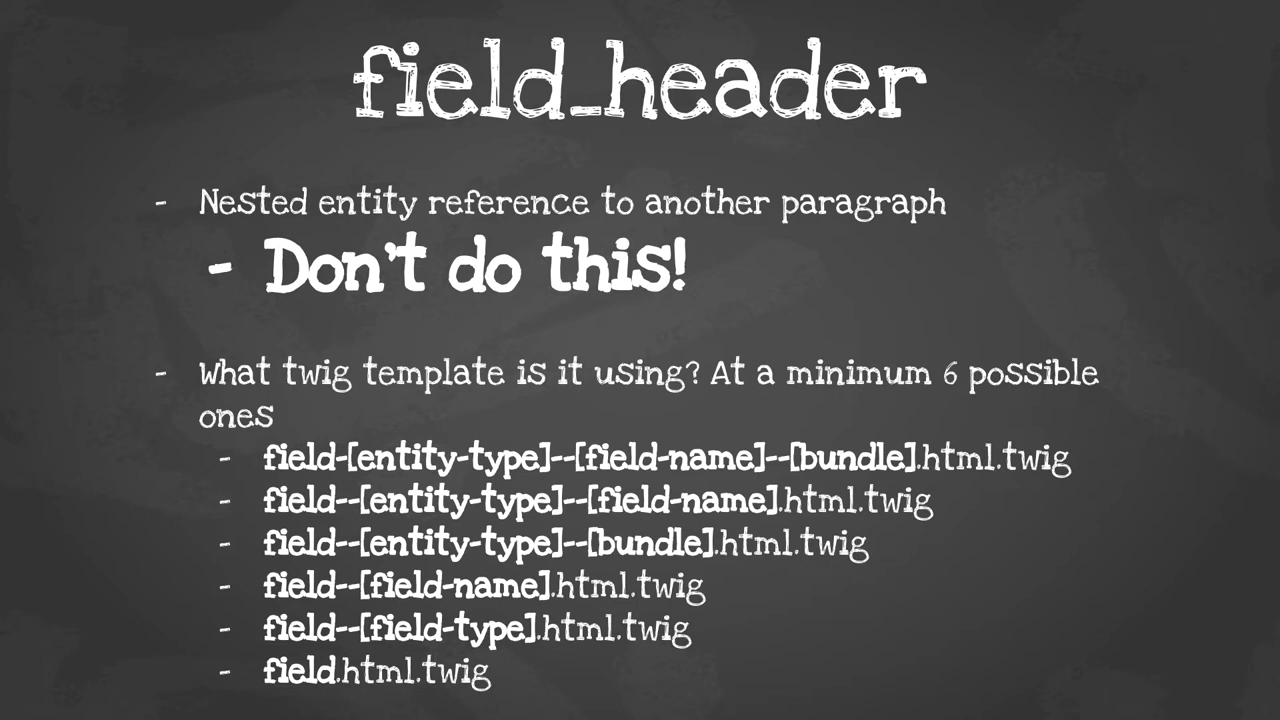 field_header
- Nested entity reference to another paragraph
- Don't do this!
- What twig template is it using? At a minimum 6 possible
ones
- field-[entity-type]--[field-name]--[bundle].html.twig
- field--[entity-type]--[field-name].html.twig
- field--[entity-type]--[bundle].html.twig
- field--[field-name].html.twig
- field--[field-type].html.twig
- field.html.twig